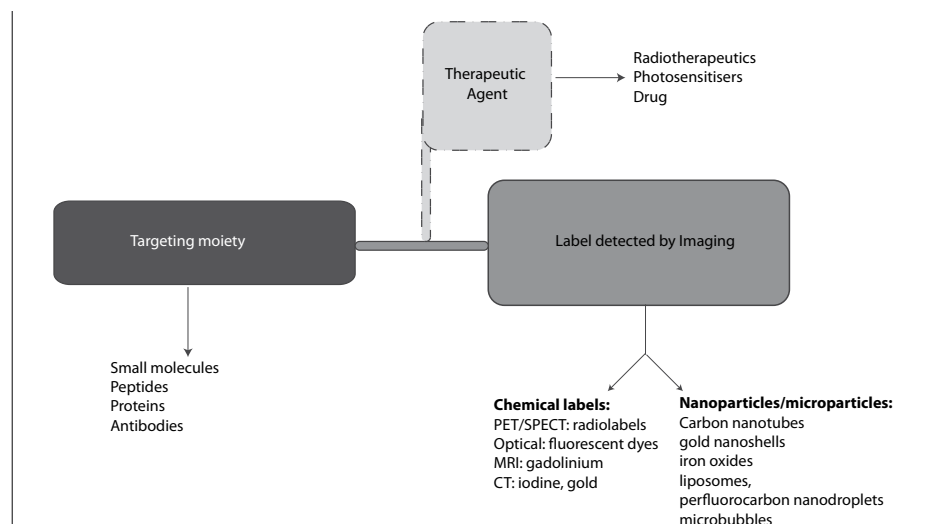 Therapeutic
Agent
Radiotherapeutics
Photosensitisers
Drug
Targeting moiety
Label detected by Imaging
Small molecules
Peptides
Proteins
Antibodies
Chemical labels:
PET/SPECT: radiolabels
Optical: fluorescent dyes
MRI: gadolinium
CT: iodine, gold
Nanoparticles/microparticles:
Carbon nanotubes
gold nanoshells
iron oxides
liposomes,
perfluorocarbon nanodroplets
microbubbles